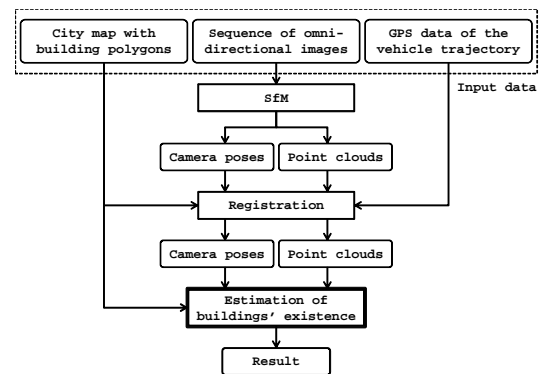 City map with
building polygons
Sequence of omni-
directional images
GPS data of the
vehicle trajectory
Input data
SfM
Camera poses
Point clouds
Registration
Camera poses
Point clouds
Estimation of
buildings’ existence
Result